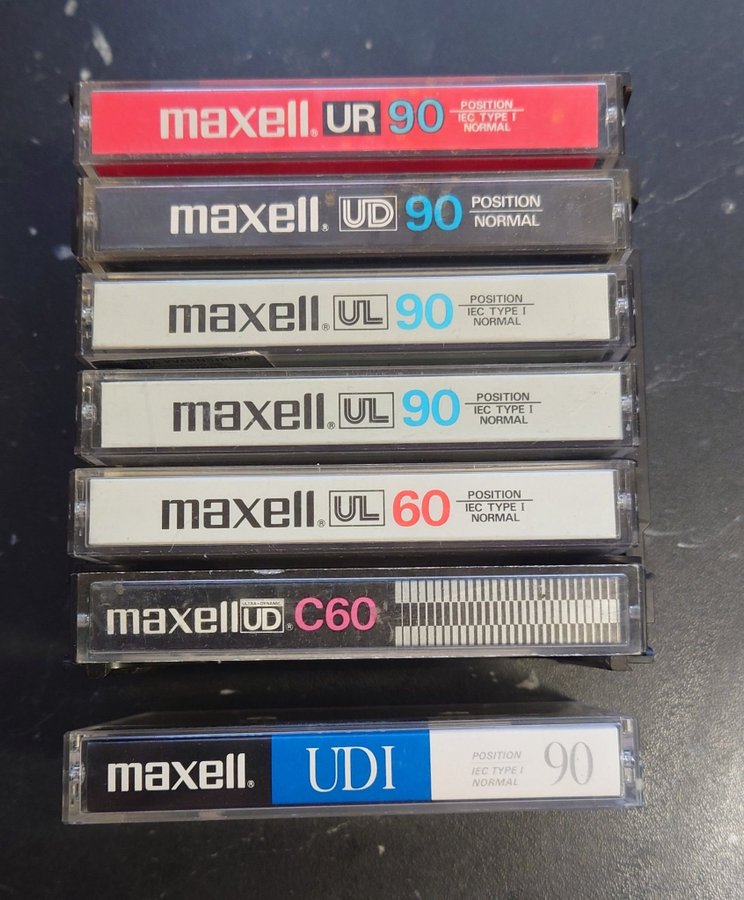 maxell® UR 90 POSITION
IEC TYPE I
NORMAL
maxell® UD 90 POSITION
NORMAL
maxell® UL 90 POSITION
IEC TYPE I
NORMAL
maxell® UL 90 POSITION
IEC TYPE I
NORMAL
maxell® UL 60 POSITION
IEC TYPE I
NORMAL
ULTRA-DYNAMIC
maxell UD® C60
maxell® UDI POSITION
IEC TYPE I
NORMAL 90